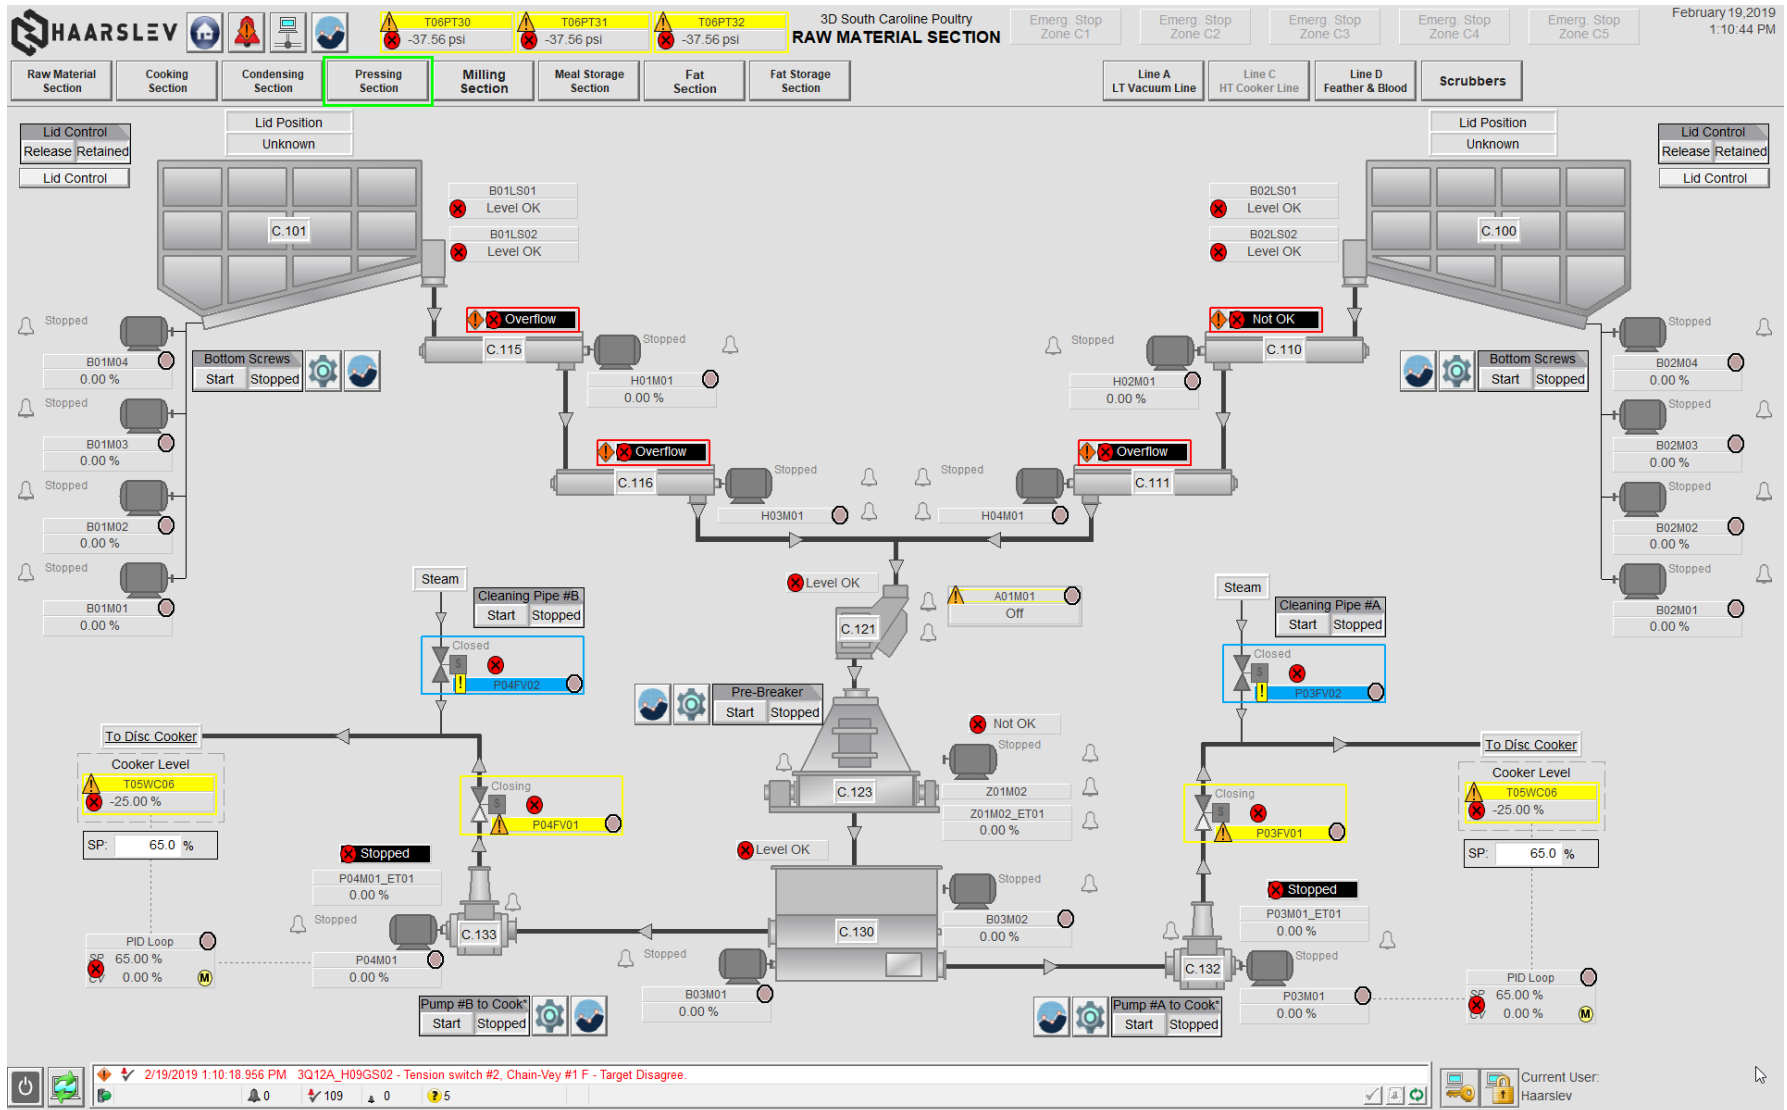 HAARSLEV
T06PT30
-37.56 psi
T06PT31
-37.56 psi
T06PT32
-37.56 psi
3D South Caroline Poultry
RAW MATERIAL SECTION
Emerg. Stop
Zone C1
Emerg. Stop
Zone C2
Emerg. Stop
Zone C3
Emerg. Stop
Zone C4
Emerg. Stop
Zone C5
February 19,2019
1:10:44 PM
Raw Material
Section
Cooking
Section
Condensing
Section
Pressing
Section
Milling
Section
Meal Storage
Section
Fat
Section
Fat Storage
Section
Line A
LT Vacuum Line
Line C
HT Cooker Line
Line D
Feather & Blood
Scrubbers
Lid Control
Release Retained
Lid Control
Lid Position
Unknown
C.101
B01LS01
Level OK
B01LS02
Level OK
B02LS01
Level OK
B02LS02
Level OK
Lid Position
Unknown
C.100
Lid Control
Release Retained
Lid Control
Stopped
B01M04
0.00 %
Stopped
B01M03
0.00 %
Stopped
B01M02
0.00 %
Stopped
B01M01
0.00 %
Bottom Screws
Start Stopped
Overflow
C.115
Stopped
H01M01
0.00 %
Not OK
C.110
Stopped
H02M01
0.00 %
Bottom Screws
Start Stopped
Stopped
B02M04
0.00 %
Stopped
B02M03
0.00 %
Stopped
B02M02
0.00 %
Stopped
B02M01
0.00 %
Overflow
C.116
Stopped
H03M01
Overflow
C.111
Stopped
H04M01
Steam
Cleaning Pipe #B
Start Stopped
Closed
S
P04FV02
Level OK
C.121
A01M01
Off
Steam
Cleaning Pipe #A
Start Stopped
Closed
S
P03FV02
Pre-Breaker
Start Stopped
Not OK
Stopped
C.123
Z01M02
Z01M02_ET01
0.00 %
To Disc Cooker
Cooker Level
T05WC06
-25.00 %
SP: 65.0 %
Closing
S
P04FV01
Stopped
P04M01_ET01
0.00 %
Stopped
C.133
P04M01
0.00 %
PID Loop
SP 65.00 %
CV 0.00 %
M
Pump #B to Cook*
Start Stopped
Level OK
C.130
Stopped
B03M02
0.00 %
Stopped
B03M01
0.00 %
To Disc Cooker
Cooker Level
T05WC06
-25.00 %
SP: 65.0 %
Closing
S
P03FV01
Stopped
P03M01_ET01
0.00 %
Stopped
C.132
P03M01
0.00 %
PID Loop
SP 65.00 %
CV 0.00 %
M
Pump #A to Cook*
Start Stopped
2/19/2019 1:10:18.956 PM 3Q12A_H09GS02 - Tension switch #2, Chain-Vey #1 F - Target Disagree.
0 109 0 5
Current User:
Haarslev